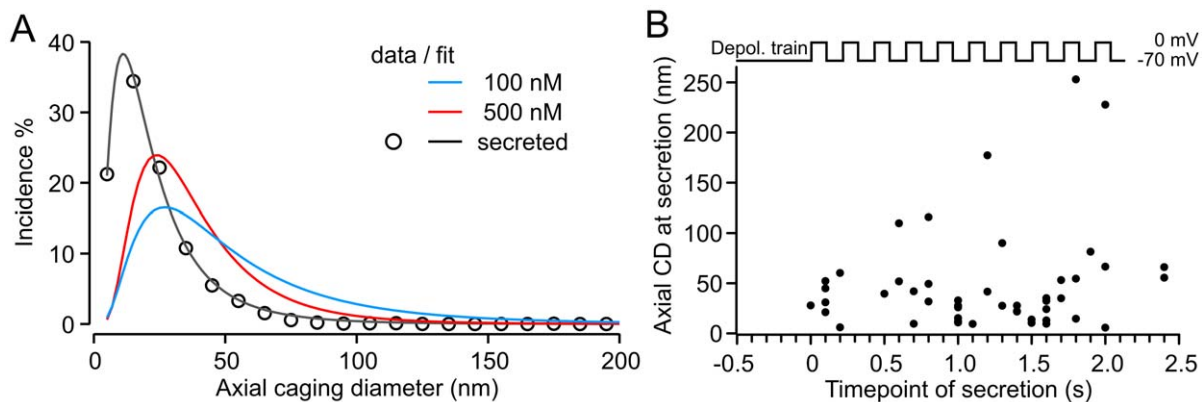 A
40
30
20
10
0
Incidence %
data / fit
100 nM
500 nM
secreted
0
50
100
150
200
Axial caging diameter (nm)
B
Depol. train
0 mV
-70 mV
250
200
150
100
50
0
Axial CD at secretion (nm)
-0.5
0
0.5
1.0
1.5
2.0
2.5
Timepoint of secretion (s)